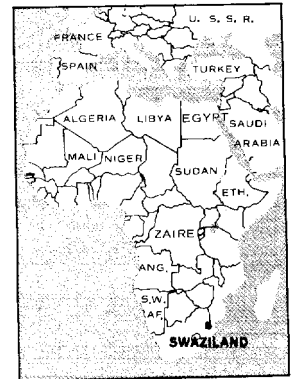 U. S. S. R.
FRANCE
SPAIN
TURKEY
ALGERIA
LIBYA
EGYPT
SAUDI
ARABIA
MALI
NIGER
SUDAN
ETH.
ZAIRE
ANG.
S.W.
AF.
SWAZILAND